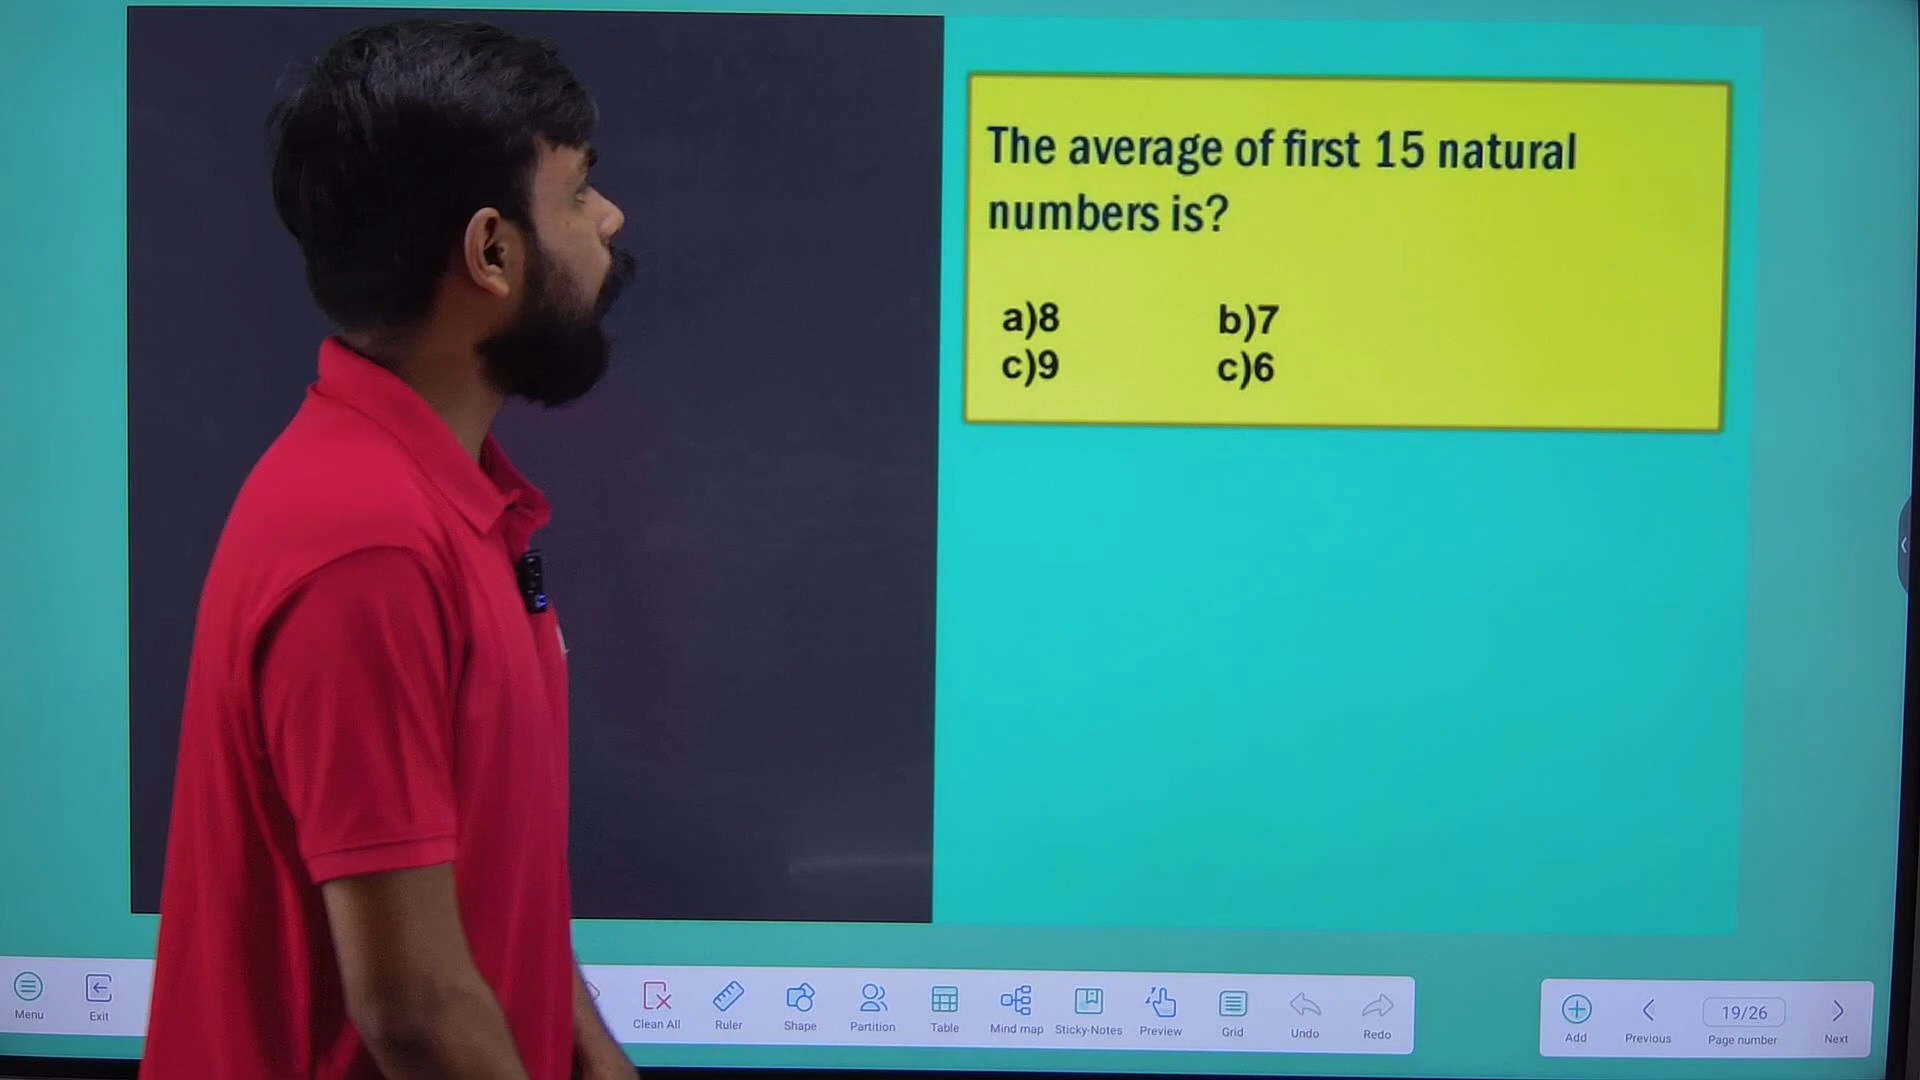 The average of first 15 natural
numbers is?
a)8 b)7
c)9 c)6
Menu Exit Clean All Ruler Shape Partition Table Mind map Sticky-Notes Preview Grid Undo Redo Add Previous 19/26 Page number Next